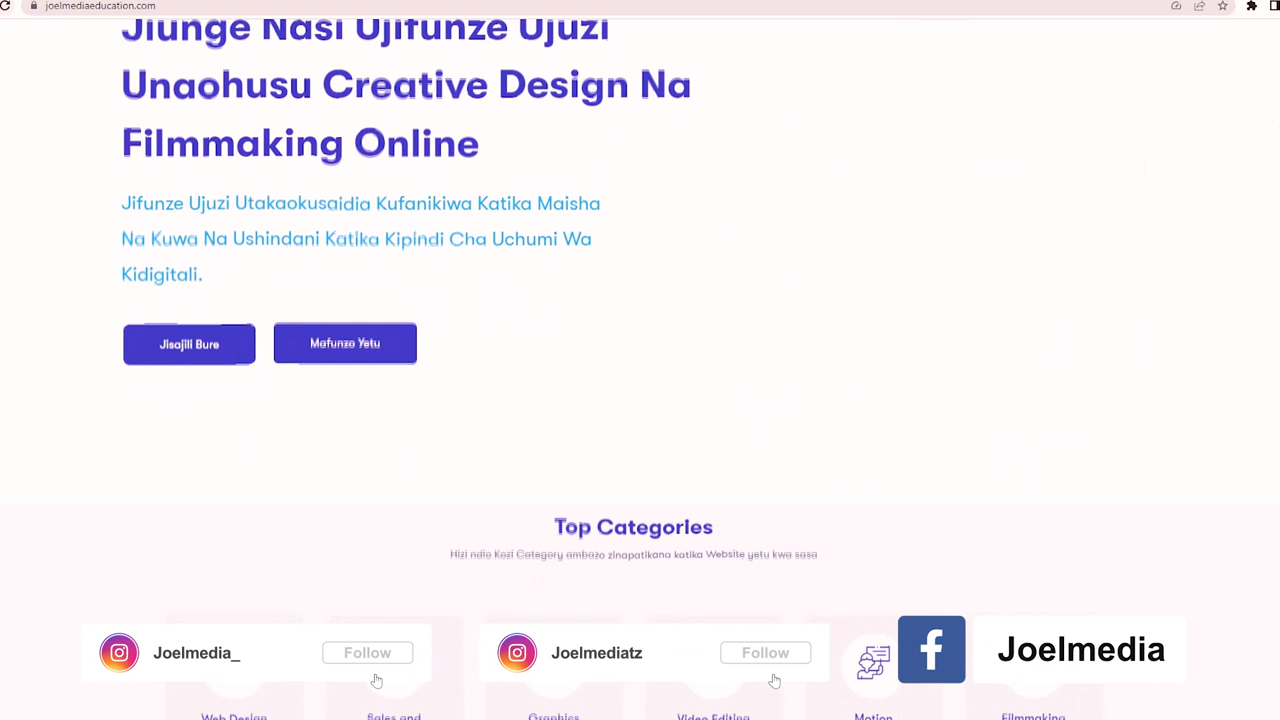 joelmediaeducation.com
Jiunge Nasi Ujifunze Ujuzi
Unaohusu Creative Design Na
Filmmaking Online
Jifunze Ujuzi Utakaokusaidia Kufanikiwa Katika Maisha
Na Kuwa Na Ushindani Katika Kipindi Cha Uchumi Wa
Kidigitali.
Jisajili Bure
Mafunzo Yetu
Top Categories
Hizi ndio Kozi Category ambazo zinapatikana katika Website yetu kwa sasa
Joelmedia_
Follow
Joelmediatz
Follow
f
Joelmedia
Web Design
Sales and
Graphics
Video Editing
Motion
Filmmaking